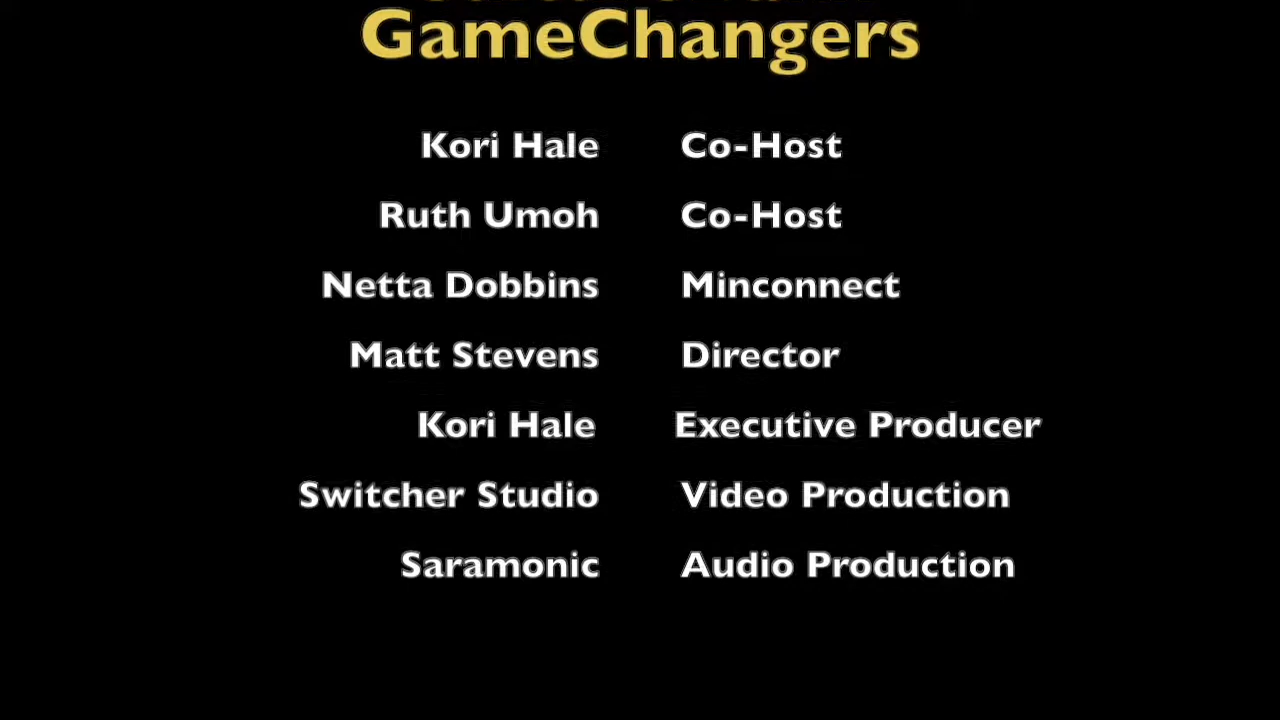 GameChangers
Kori Hale Co-Host
Ruth Umoh Co-Host
Netta Dobbins Minconnect
Matt Stevens Director
Kori Hale Executive Producer
Switcher Studio Video Production
Saramonic Audio Production